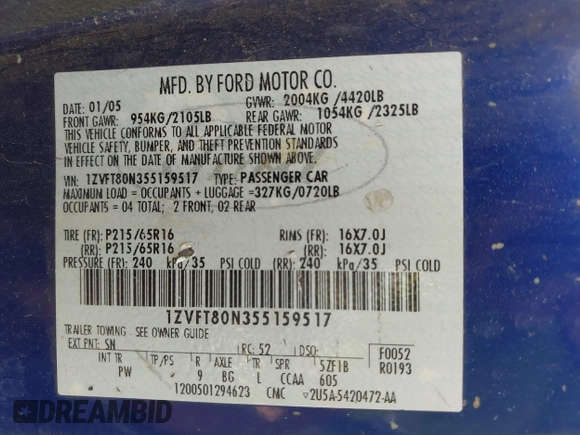 MFD. BY FORD MOTOR CO.
DATE: 01/05 GVWR: 2004KG /4420LB
FRONT GAWR: 954KG/2105LB REAR GAWR: 1054KG /2325LB
THIS VEHICLE CONFORMS TO ALL APPLICABLE FEDERAL MOTOR
VEHICLE SAFETY, BUMPER, AND THEFT PREVENTION STANDARDS
IN EFFECT ON THE DATE OF MANUFACTURE SHOWN ABOVE.
VIN: 1ZVFT80N355159517 TYPE: PASSENGER CAR
MAXIMUM LOAD = OCCUPANTS + LUGGAGE =327KG/0720LB
OCCUPANTS = 04 TOTAL; 2 FRONT, 02 REAR
TIRE (FR): P215/65R16 RIMS (FR): 16X7.0J
(RR): P215/65R16 (RR): 16X7.0J
PRESSURE (FR): 240 kPa/35 PSI COLD (RR): 240 kPa/35 PSI COLD
1ZVFT80N355159517
TRAILER TOWING - SEE OWNER GUIDE
EXT PNT: SN RC: 52 DSO: F0052
INT TR TP/PS R AXLE TR SPR 5ZF1B R0193
PW 9 BG L CCAA 605
1200501294623 CMC ▽2U5A-5420472-AA
DREAMBID